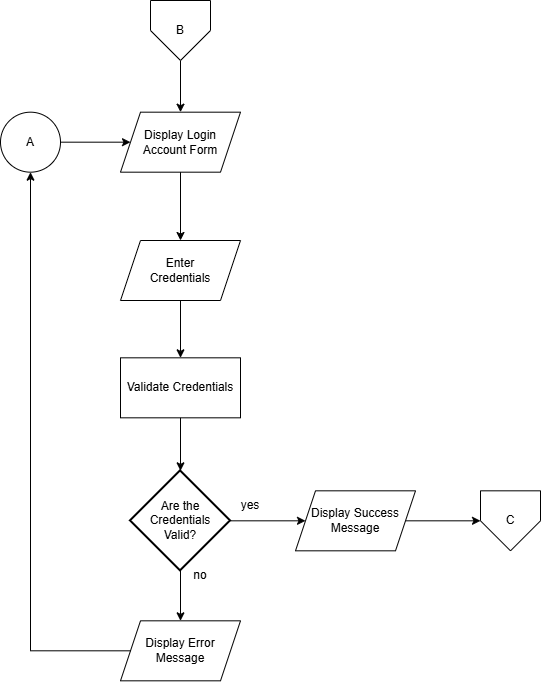 B
Display Login
Account Form
A
Enter
Credentials
Validate Credentials
Are the
Credentials
Valid?
yes
Display Success
Message
C
no
Display Error
Message